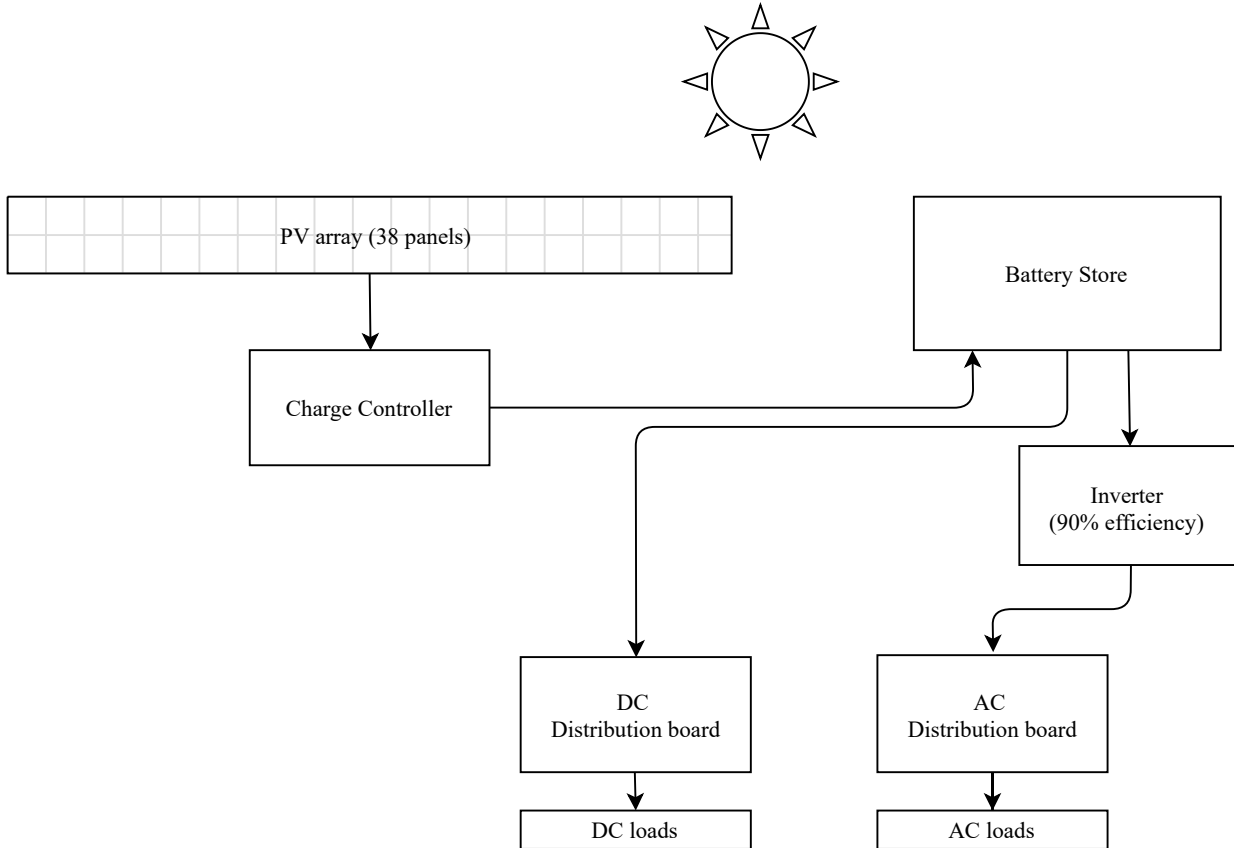 PV array (38 panels)
Battery Store
Charge Controller
Inverter
(90% efficiency)
DC
Distribution board
AC
Distribution board
DC loads
AC loads